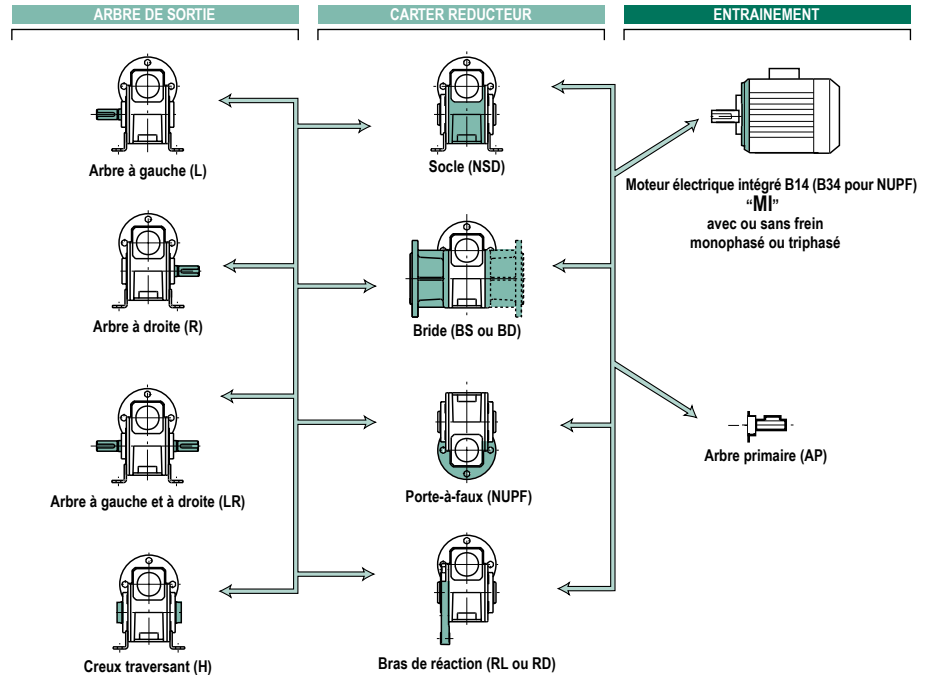 ARBRE DE SORTIE
CARTER REDUCTEUR
ENTRAINEMENT
Arbre à gauche (L)
Arbre à droite (R)
Arbre à gauche et à droite (LR)
Creux traversant (H)
Socle (NSD)
Bride (BS ou BD)
Porte-à-faux (NUPF)
Bras de réaction (RL ou RD)
Moteur électrique intégré B14 (B34 pour NUPF)
“MI”
avec ou sans frein
monophasé ou triphasé
Arbre primaire (AP)